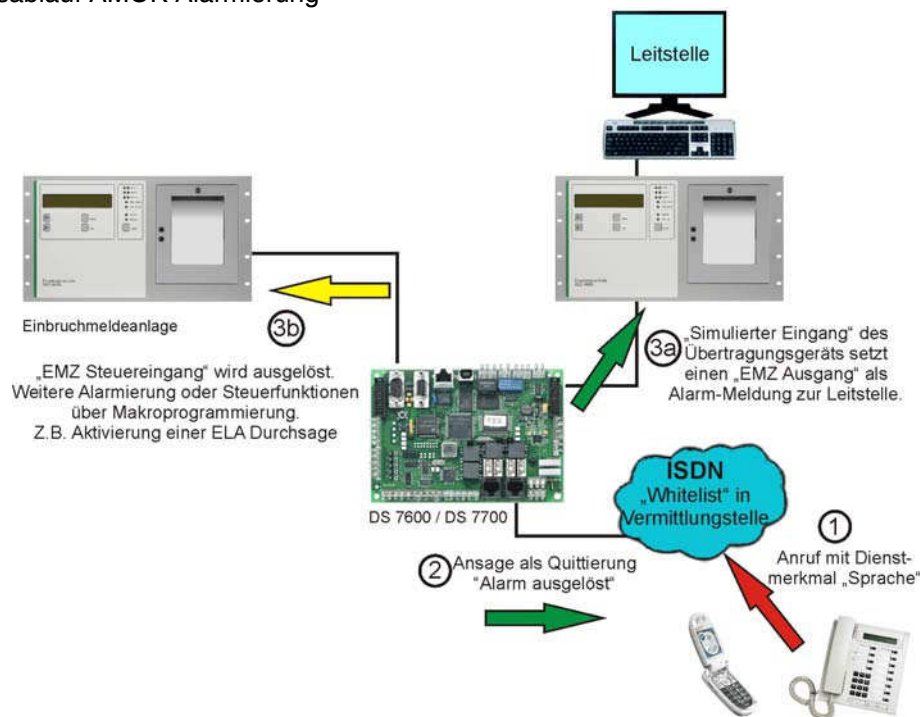 AMOK Alarmierung
Leitstelle
Einbruchmeldeanlage
3b
„EMZ Steuereingang“ wird ausgelöst.
Weitere Alarmierung oder Steuerfunktionen
über Makroprogrammierung.
Z.B. Aktivierung einer ELA Durchsage
3a
„Simulierter Eingang“ des
Übertragungsgeräts setzt
einen „EMZ Ausgang“ als
Alarm-Meldung zur Leitstelle.
DS 7600 / DS 7700
ISDN
„Whitelist“ in
Vermittlungstelle
1
Anruf mit Dienst-
merkmal „Sprache“
2
Ansage als Quittierung
“Alarm ausgelöst”